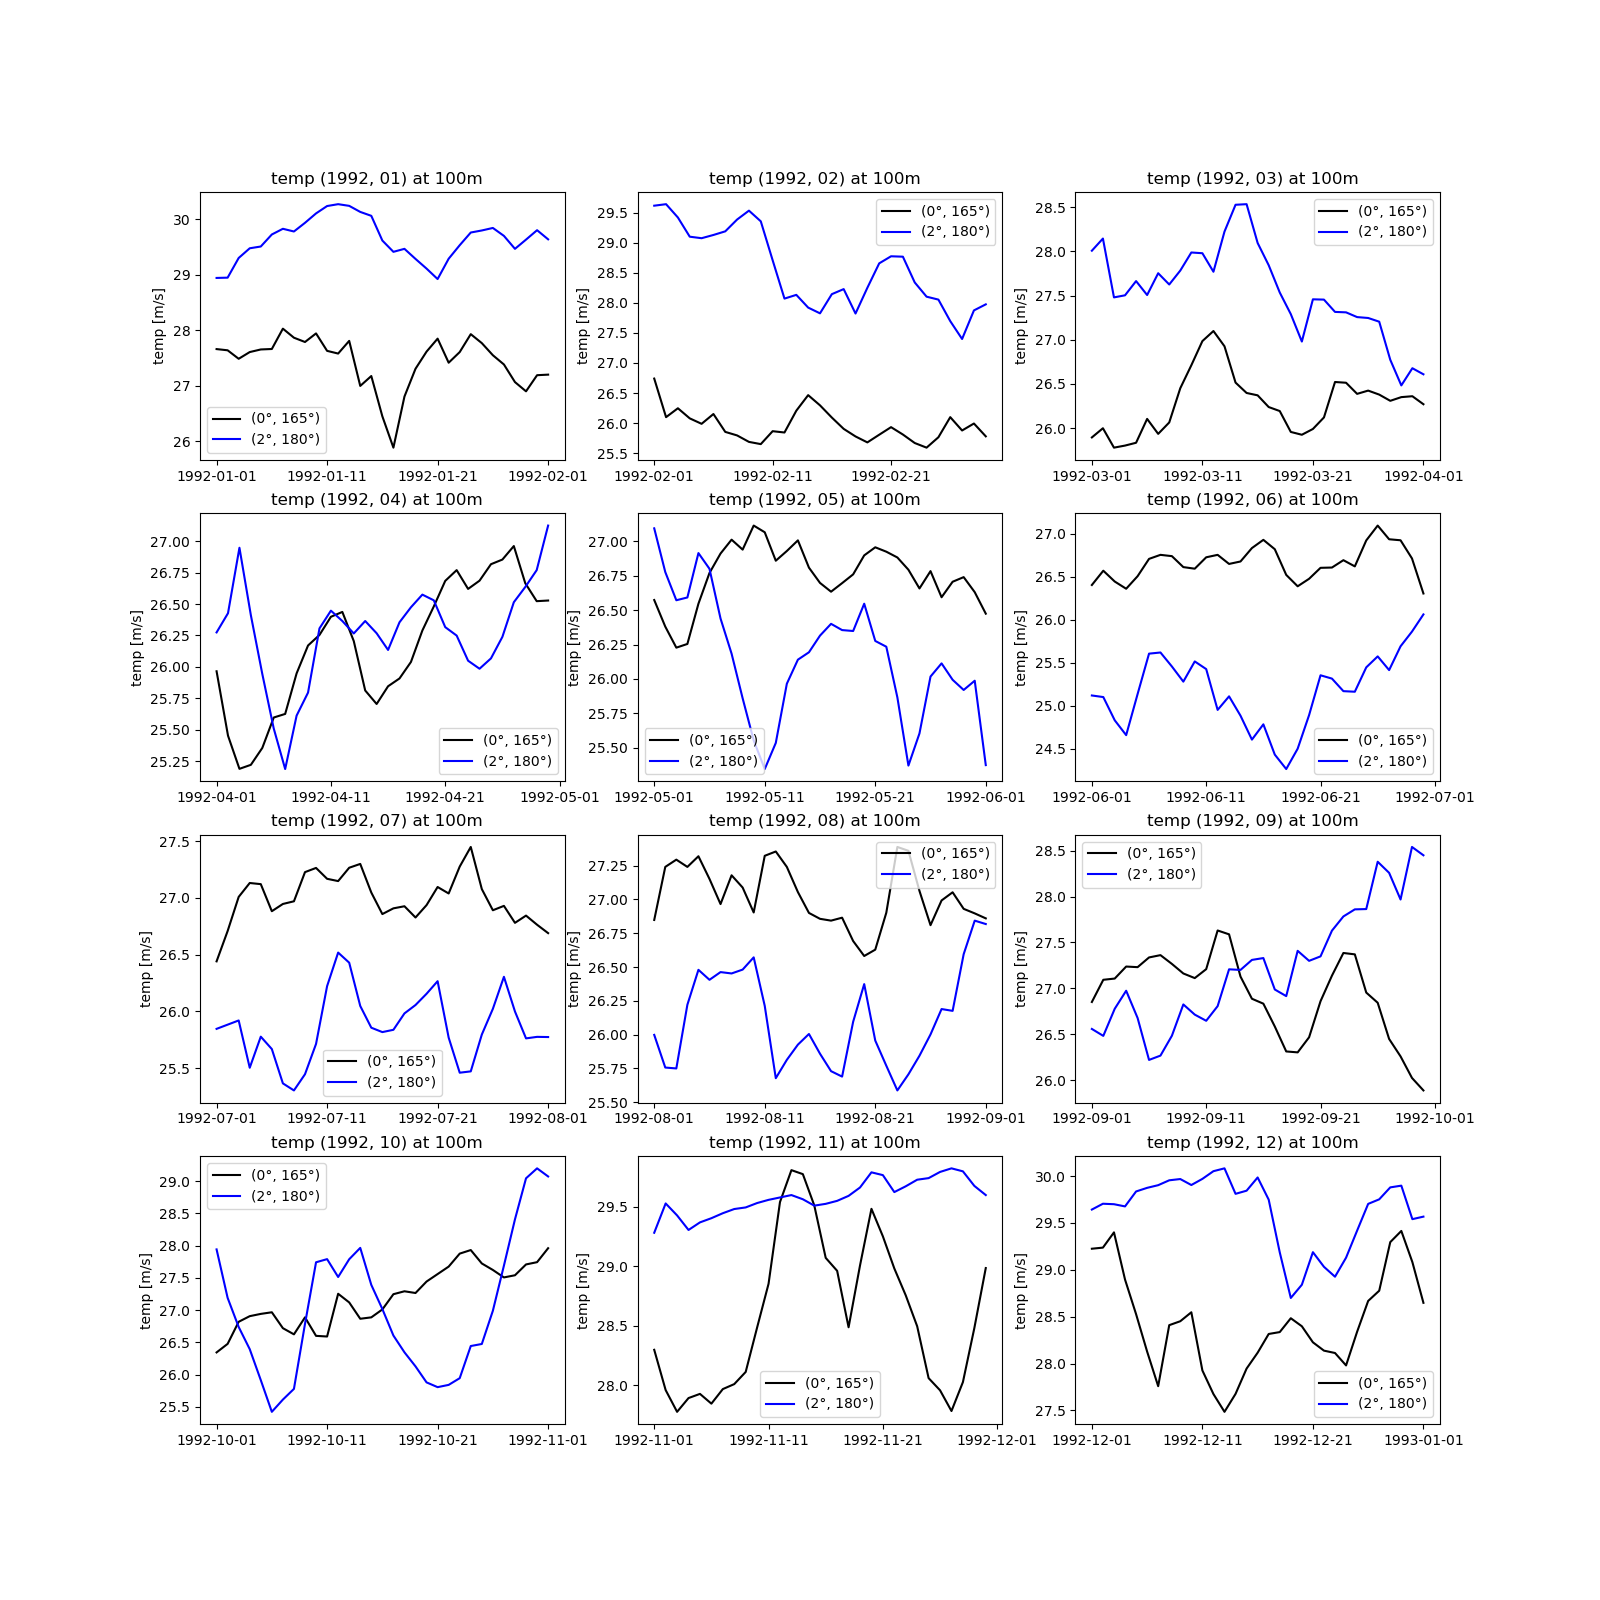 temp (1992, 01) at 100m
temp [m/s]
30
29
28
27
26
(0°, 165°)
(2°, 180°)
1992-01-01 1992-01-11 1992-01-21 1992-02-01
temp (1992, 02) at 100m
temp [m/s]
29.5
29.0
28.5
28.0
27.5
27.0
26.5
26.0
25.5
(0°, 165°)
(2°, 180°)
1992-02-01 1992-02-11 1992-02-21
temp (1992, 03) at 100m
temp [m/s]
28.5
28.0
27.5
27.0
26.5
26.0
(0°, 165°)
(2°, 180°)
1992-03-01 1992-03-11 1992-03-21 1992-04-01
temp (1992, 04) at 100m
temp [m/s]
27.00
26.75
26.50
26.25
26.00
25.75
25.50
25.25
(0°, 165°)
(2°, 180°)
1992-04-01 1992-04-11 1992-04-21 1992-05-01
temp (1992, 05) at 100m
temp [m/s]
27.00
26.75
26.50
26.25
26.00
25.75
25.50
(0°, 165°)
(2°, 180°)
1992-05-01 1992-05-11 1992-05-21 1992-06-01
temp (1992, 06) at 100m
temp [m/s]
27.0
26.5
26.0
25.5
25.0
24.5
(0°, 165°)
(2°, 180°)
1992-06-01 1992-06-11 1992-06-21 1992-07-01
temp (1992, 07) at 100m
temp [m/s]
27.5
27.0
26.5
26.0
25.5
(0°, 165°)
(2°, 180°)
1992-07-01 1992-07-11 1992-07-21 1992-08-01
temp (1992, 08) at 100m
temp [m/s]
27.25
27.00
26.75
26.50
26.25
26.00
25.75
25.50
(0°, 165°)
(2°, 180°)
1992-08-01 1992-08-11 1992-08-21 1992-09-01
temp (1992, 09) at 100m
temp [m/s]
28.5
28.0
27.5
27.0
26.5
26.0
(0°, 165°)
(2°, 180°)
1992-09-01 1992-09-11 1992-09-21 1992-10-01
temp (1992, 10) at 100m
temp [m/s]
29.0
28.5
28.0
27.5
27.0
26.5
26.0
25.5
(0°, 165°)
(2°, 180°)
1992-10-01 1992-10-11 1992-10-21 1992-11-01
temp (1992, 11) at 100m
temp [m/s]
29.5
29.0
28.5
28.0
(0°, 165°)
(2°, 180°)
1992-11-01 1992-11-11 1992-11-21 1992-12-01
temp (1992, 12) at 100m
temp [m/s]
30.0
29.5
29.0
28.5
28.0
27.5
(0°, 165°)
(2°, 180°)
1992-12-01 1992-12-11 1992-12-21 1993-01-01